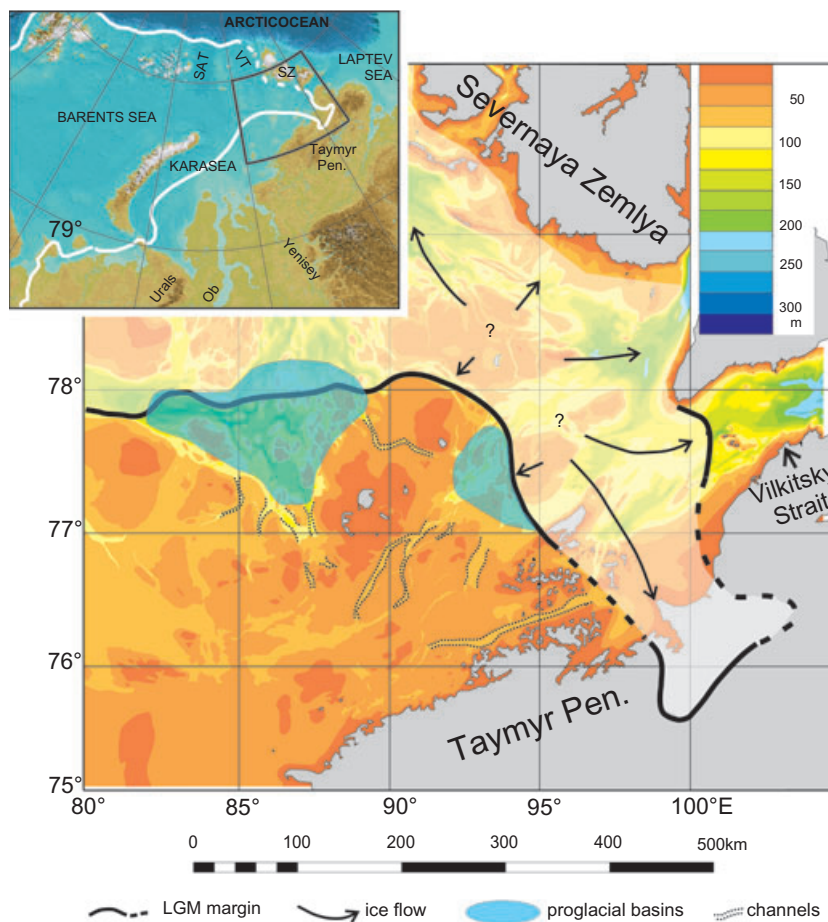 ARCTICOCEAN
LAPTEV
SEA
SAT
VT
SZ
BARENTS SEA
KARASEA
Taymyr
Pen.
79°
Urals
Ob
Yenisey
Severnaya Zemlya
50
100
150
200
250
300
m
?
78°
?
Vilkitsky
Strait
77°
76°
Taymyr Pen.
75°
80°
85°
90°
95°
100°E
0
100
200
300
400
500km
LGM margin
ice flow
proglacial basins
channels